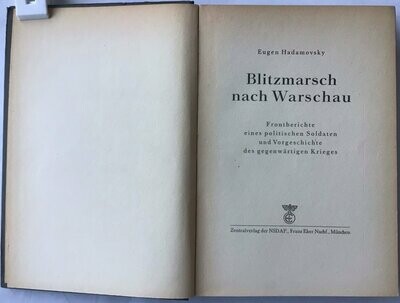 Eugen Hadamovsky
Blitzmarsch
nach Warschau
Frontberichte
eines politischen Soldaten
und Vorgeschichte
des gegenwärtigen Krieges
Zentralverlag der NSDAP., Franz Eher Nachf., München